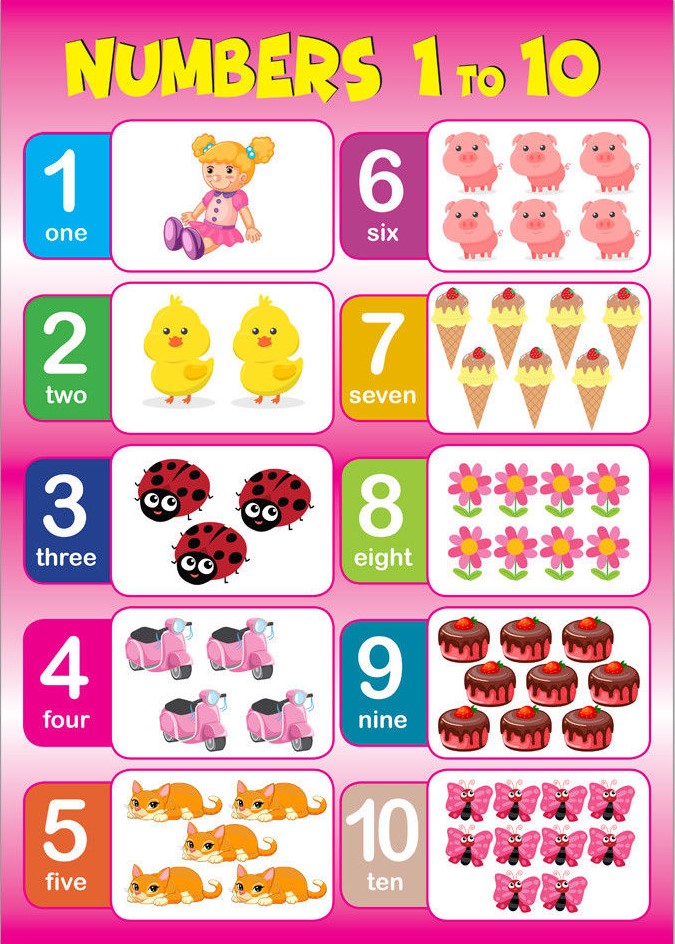 NUMBERS 1 TO 10
1
one
2
two
3
three
4
four
5
five
6
six
7
seven
8
eight
9
nine
10
ten